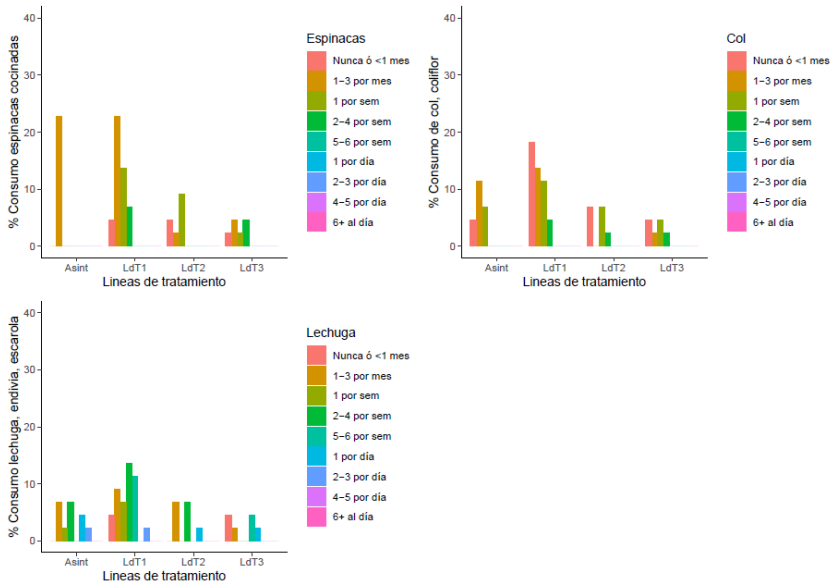 % Consumo espinacas cocinadas
40
30
20
10
0
Asint LdT1 LdT2 LdT3
Lineas de tratamiento
Espinacas
Nunca ó <1 mes
1−3 por mes
1 por sem
2−4 por sem
5−6 por sem
1 por día
2−3 por día
4−5 por día
6+ al día
% Consumo de col, coliflor
40
30
20
10
0
Asint LdT1 LdT2 LdT3
Lineas de tratamiento
Col
Nunca ó <1 mes
1−3 por mes
1 por sem
2−4 por sem
5−6 por sem
1 por día
2−3 por día
4−5 por día
6+ al día
% Consumo lechuga, endivia, escarola
40
30
20
10
0
Asint LdT1 LdT2 LdT3
Lineas de tratamiento
Lechuga
Nunca ó <1 mes
1−3 por mes
1 por sem
2−4 por sem
5−6 por sem
1 por día
2−3 por día
4−5 por día
6+ al día